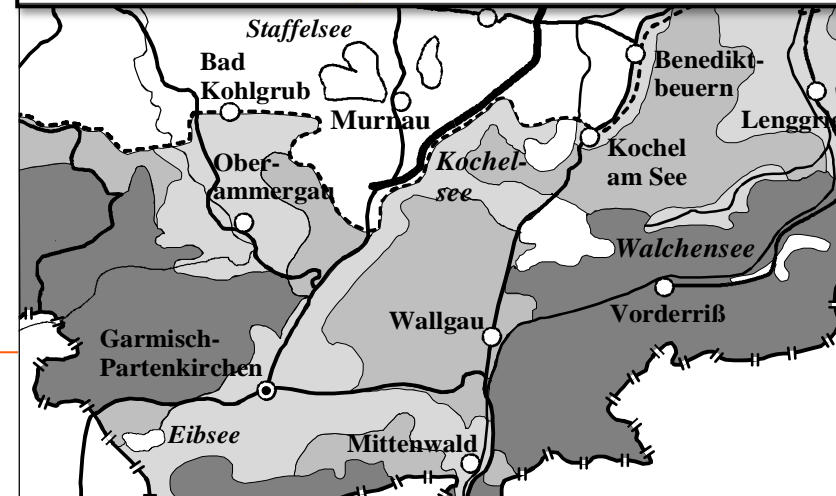 Staffelsee
Bad
Kohlgrub
Murnau
Benedikt-
beuern
Kochel-
see
Kochel
am See
Ober-
ammergau
Walchensee
Wallgau
Vorderriß
Garmisch-
Partenkirchen
Eibsee
Mittenwald